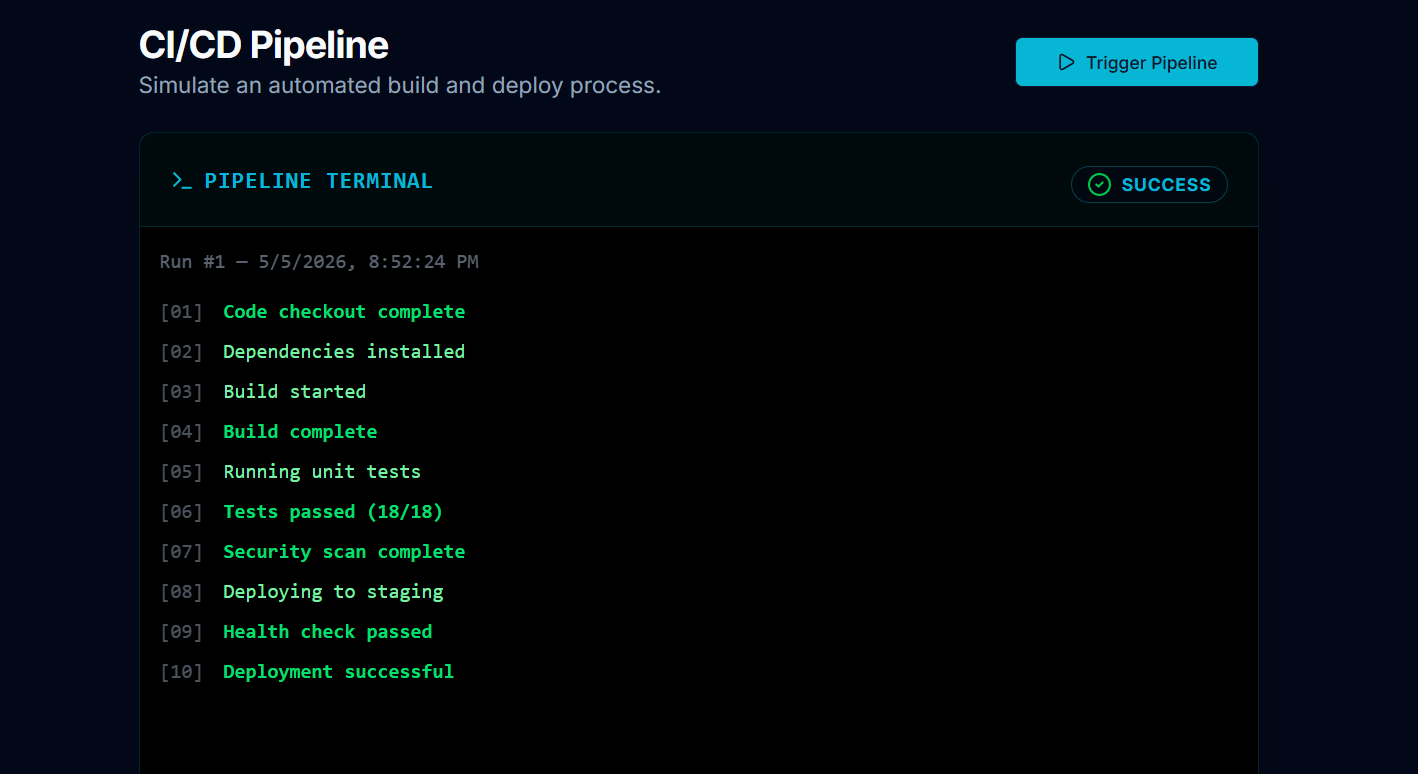 CI/CD Pipeline
Simulate an automated build and deploy process.
Trigger Pipeline
>_ PIPELINE TERMINAL
SUCCESS
Run #1 — 5/5/2026, 8:52:24 PM
[01] Code checkout complete
[02] Dependencies installed
[03] Build started
[04] Build complete
[05] Running unit tests
[06] Tests passed (18/18)
[07] Security scan complete
[08] Deploying to staging
[09] Health check passed
[10] Deployment successful